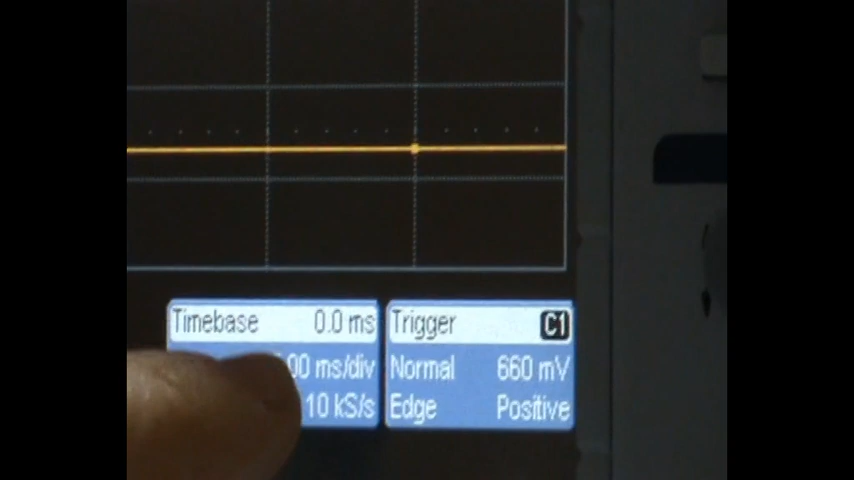 Timebase 0.0 ms
00 ms/div
10 kS/s
Trigger C1
Normal 660 mV
Edge Positive